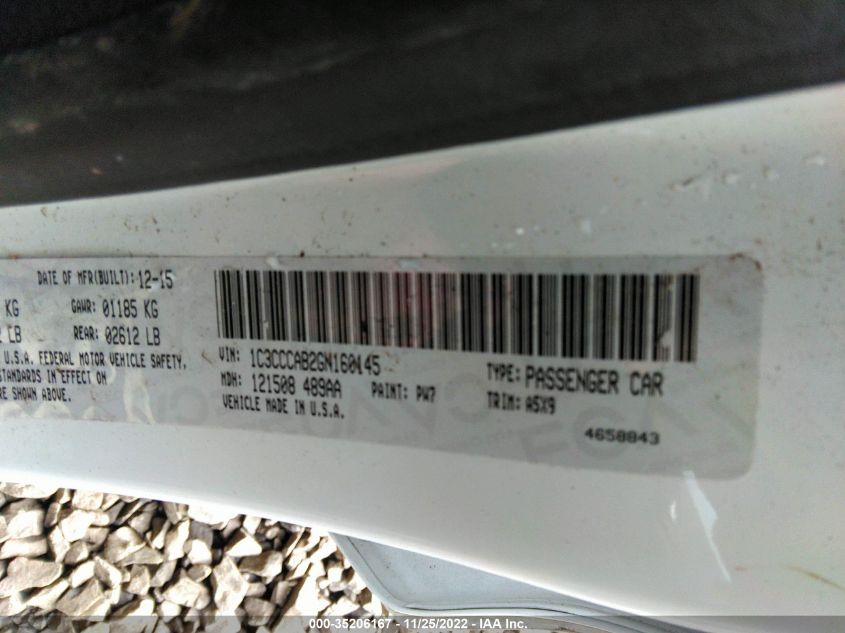 DATE OF MFR(BUILT): 12-15
KG GAWR: 01185 KG
LB REAR: 02612 LB
U.S.A. FEDERAL MOTOR VEHICLE SAFETY,
STANDARDS IN EFFECT ON
SHOWN ABOVE.
VIN: 1C3CCCAB2GN160145
MDH: 121508 489AA PAINT: PW7
VEHICLE MADE IN U.S.A.
TYPE: PASSENGER CAR
TRIM: A5X9
4658843
000-35206167 - 11/25/2022 - IAA Inc.